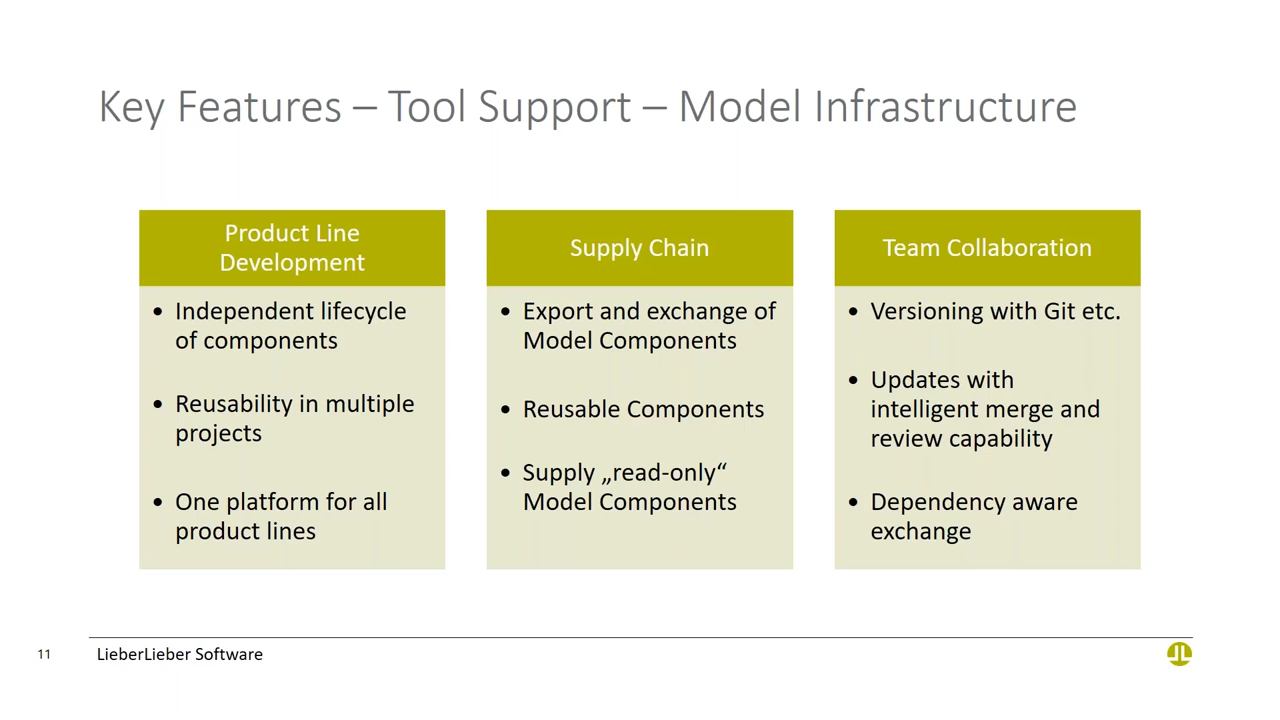 Key Features – Tool Support – Model Infrastructure
Product Line
Development
• Independent lifecycle
of components
• Reusability in multiple
projects
• One platform for all
product lines
Supply Chain
• Export and exchange of
Model Components
• Reusable Components
• Supply „read-only“
Model Components
Team Collaboration
• Versioning with Git etc.
• Updates with
intelligent merge and
review capability
• Dependency aware
exchange
11
LieberLieber Software